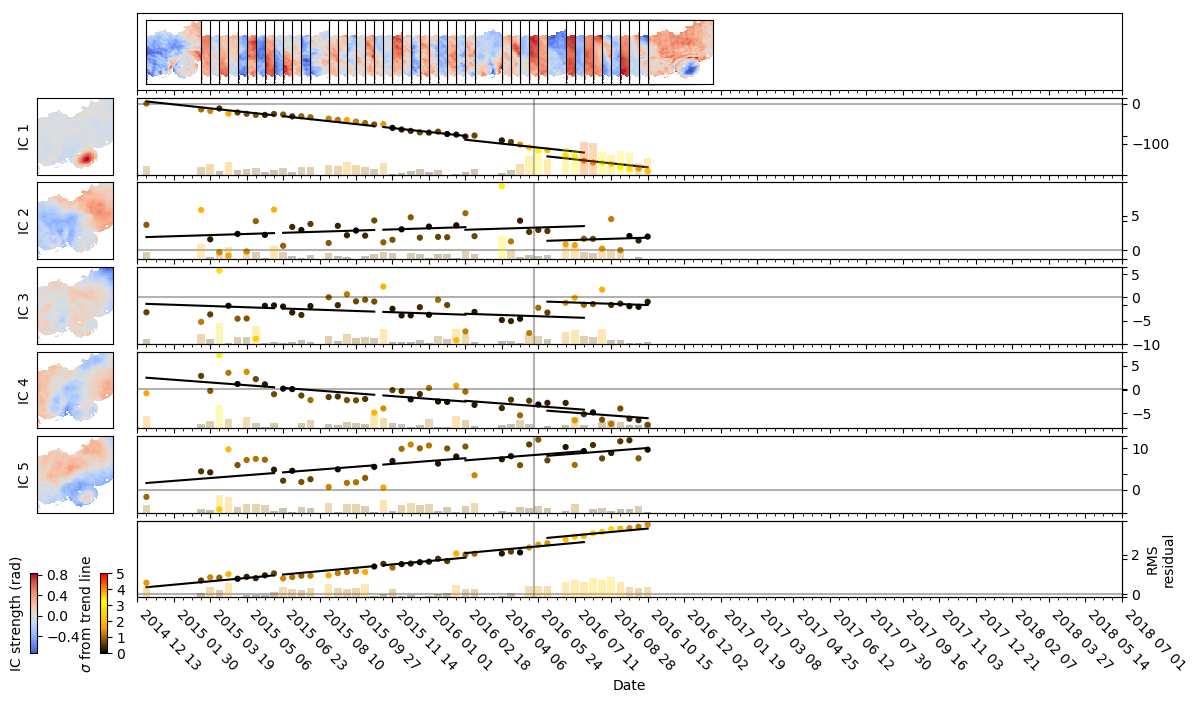 IC 1
0
−100
IC 2
5
0
IC 3
5
0
−5
−10
IC 4
5
0
−5
IC 5
10
0
RMS
residual
2
0
IC strength (rad)
0.8
0.4
0.0
−0.4
σ from trend line
5
4
3
2
1
0
2014 12 13
2015 01 30
2015 03 19
2015 05 06
2015 06 23
2015 08 10
2015 09 27
2015 11 14
2016 01 01
2016 02 18
2016 04 06
2016 05 24
2016 07 11
2016 08 28
2016 10 15
2016 12 02
2017 01 19
2017 03 08
2017 04 25
2017 06 12
2017 07 30
2017 09 16
2017 11 03
2017 12 21
2018 02 07
2018 03 27
2018 05 14
2018 07 01
Date